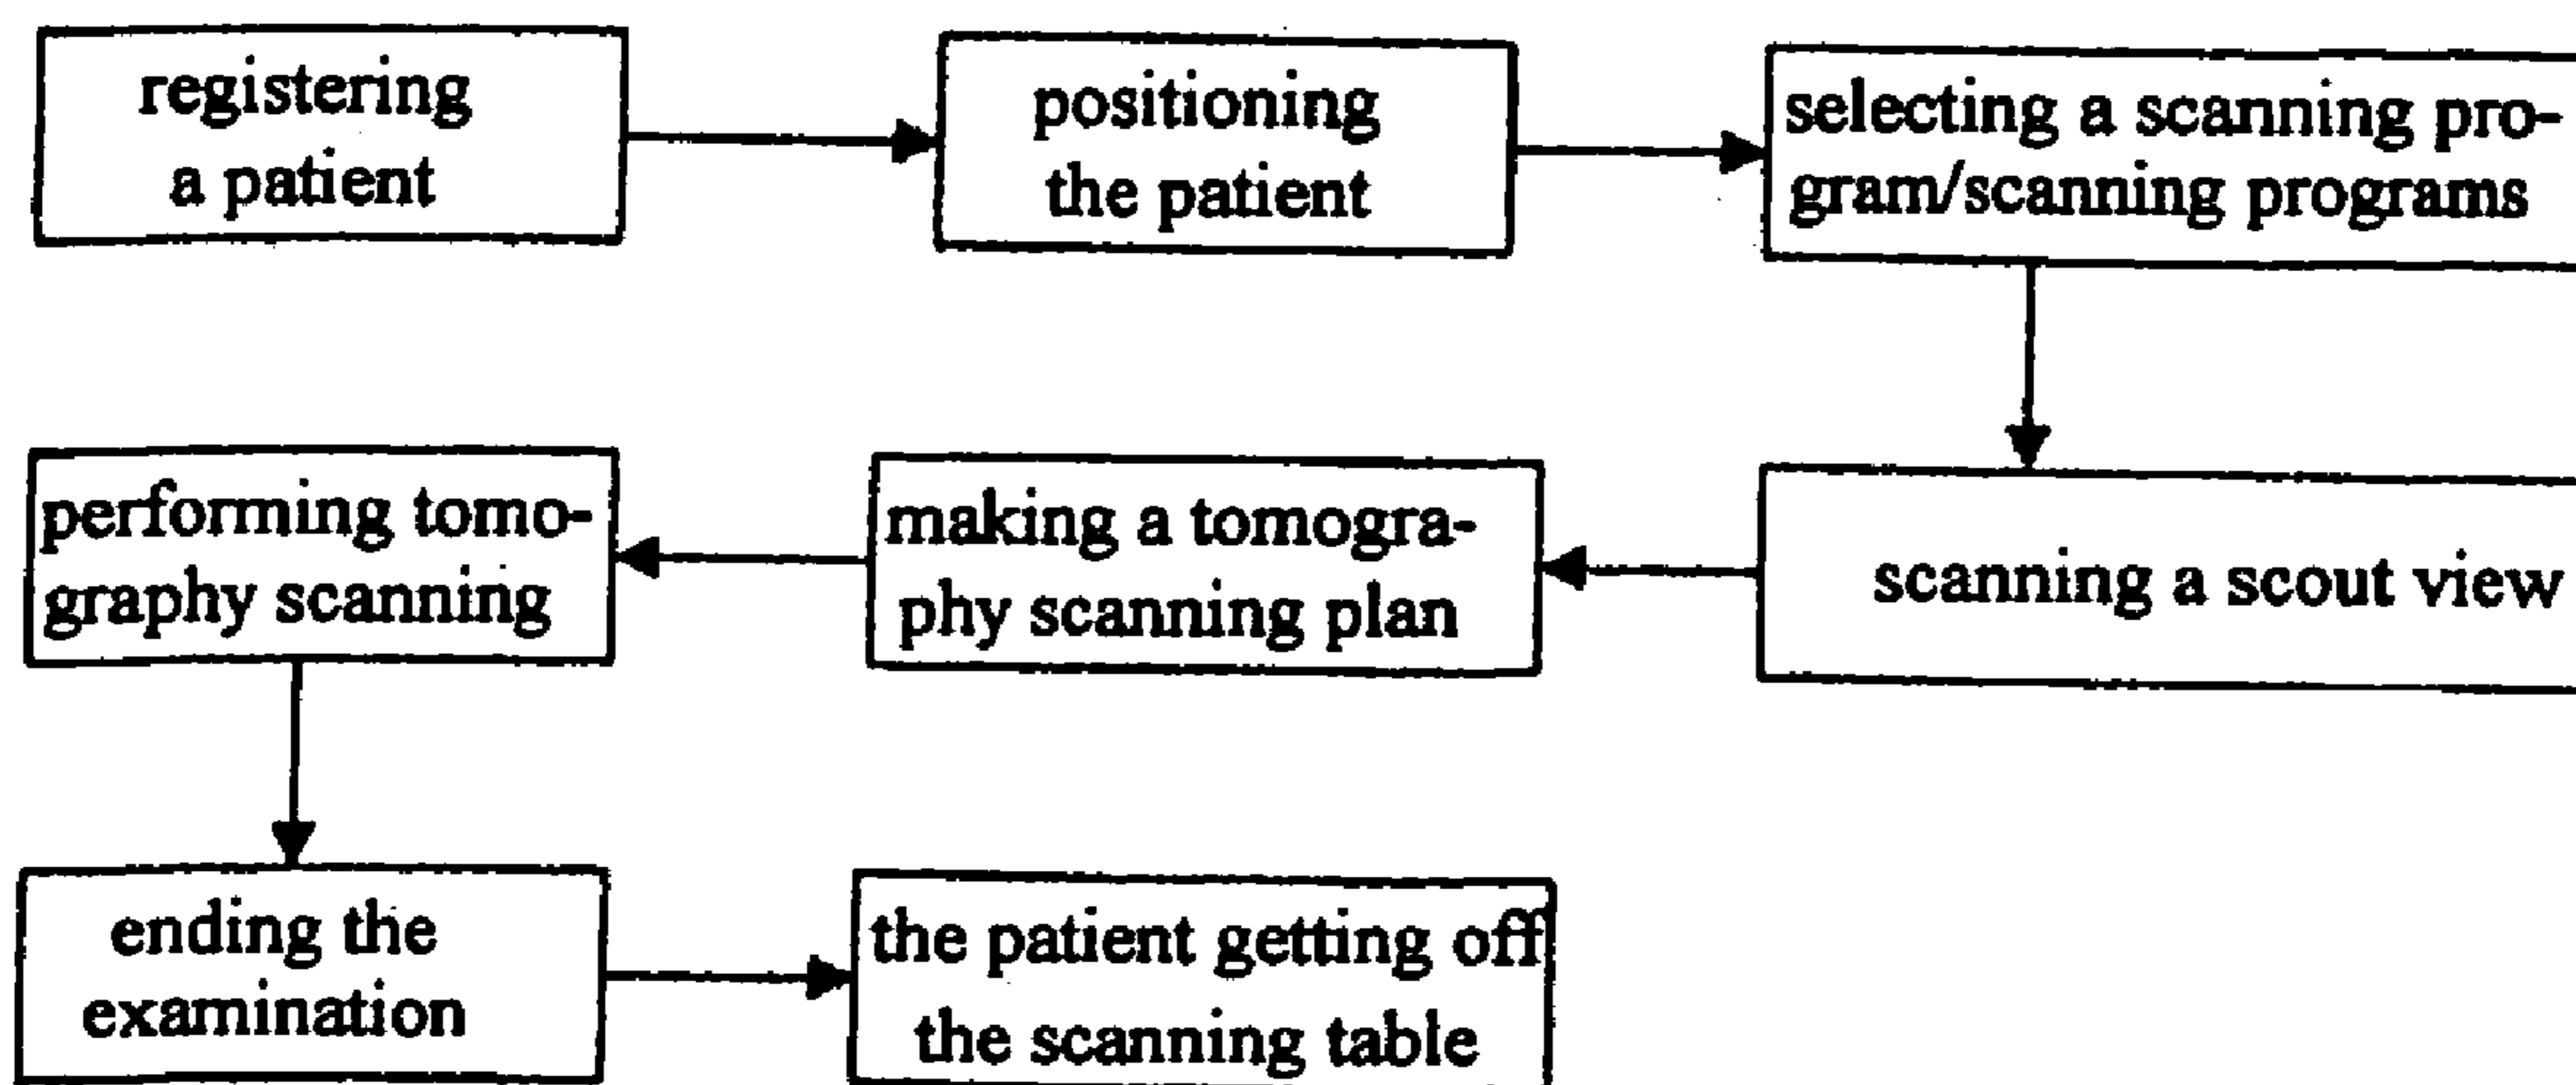 registering
a patient
positioning
the patient
selecting a scanning pro-
gram/scanning programs
scanning a scout view
making a tomogra-
phy scanning plan
performing tomo-
graphy scanning
ending the
examination
the patient getting off
the scanning table